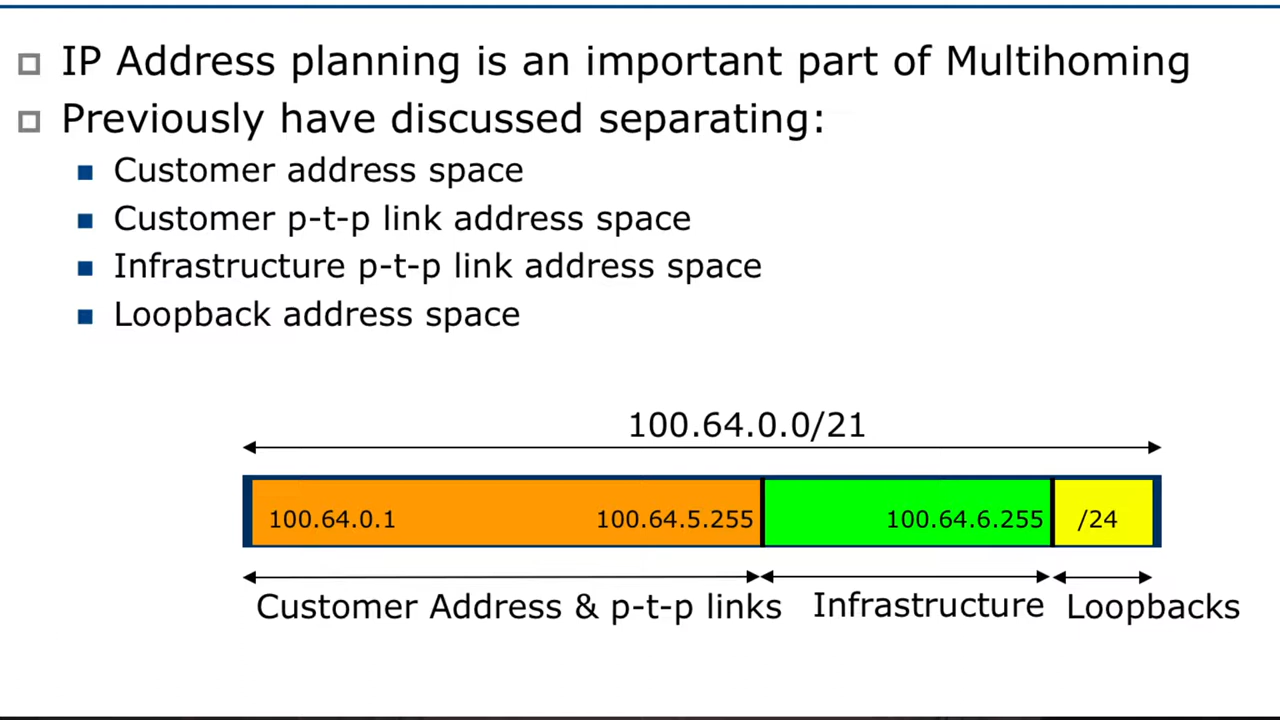 IP Address planning is an important part of Multihoming
Previously have discussed separating:
Customer address space
Customer p-t-p link address space
Infrastructure p-t-p link address space
Loopback address space
100.64.0.0/21
100.64.0.1 100.64.5.255 100.64.6.255 /24
Customer Address & p-t-p links Infrastructure Loopbacks